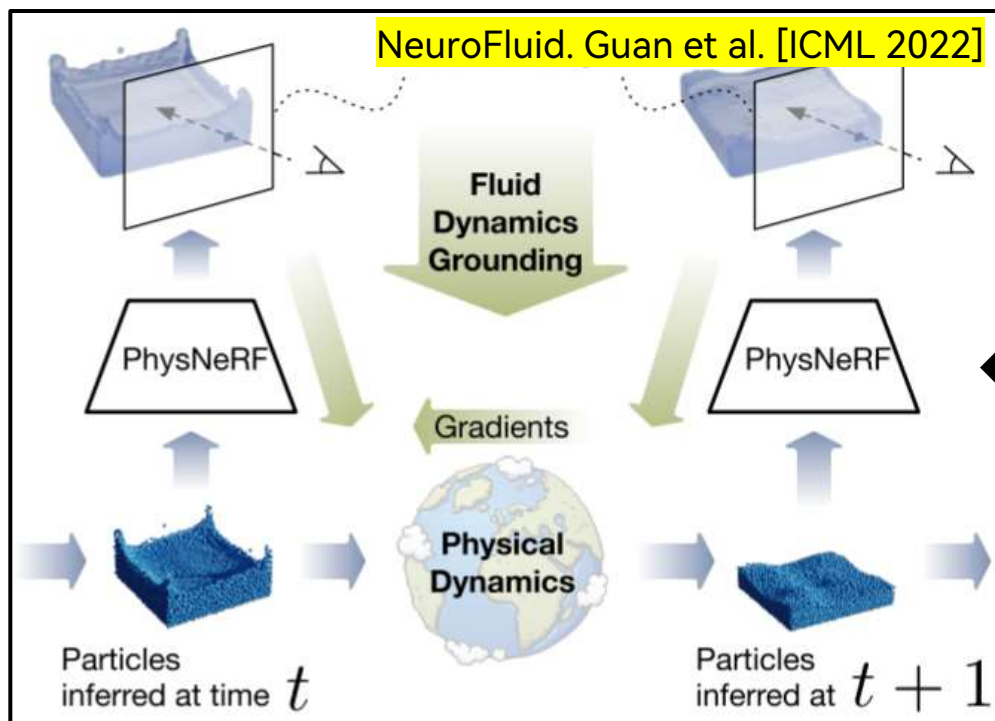 NeuroFluid. Guan et al. [ICML 2022]
Fluid
Dynamics
Grounding
PhysNeRF
PhysNeRF
Gradients
Physical
Dynamics
Particles
inferred at time t
Particles
inferred at t + 1